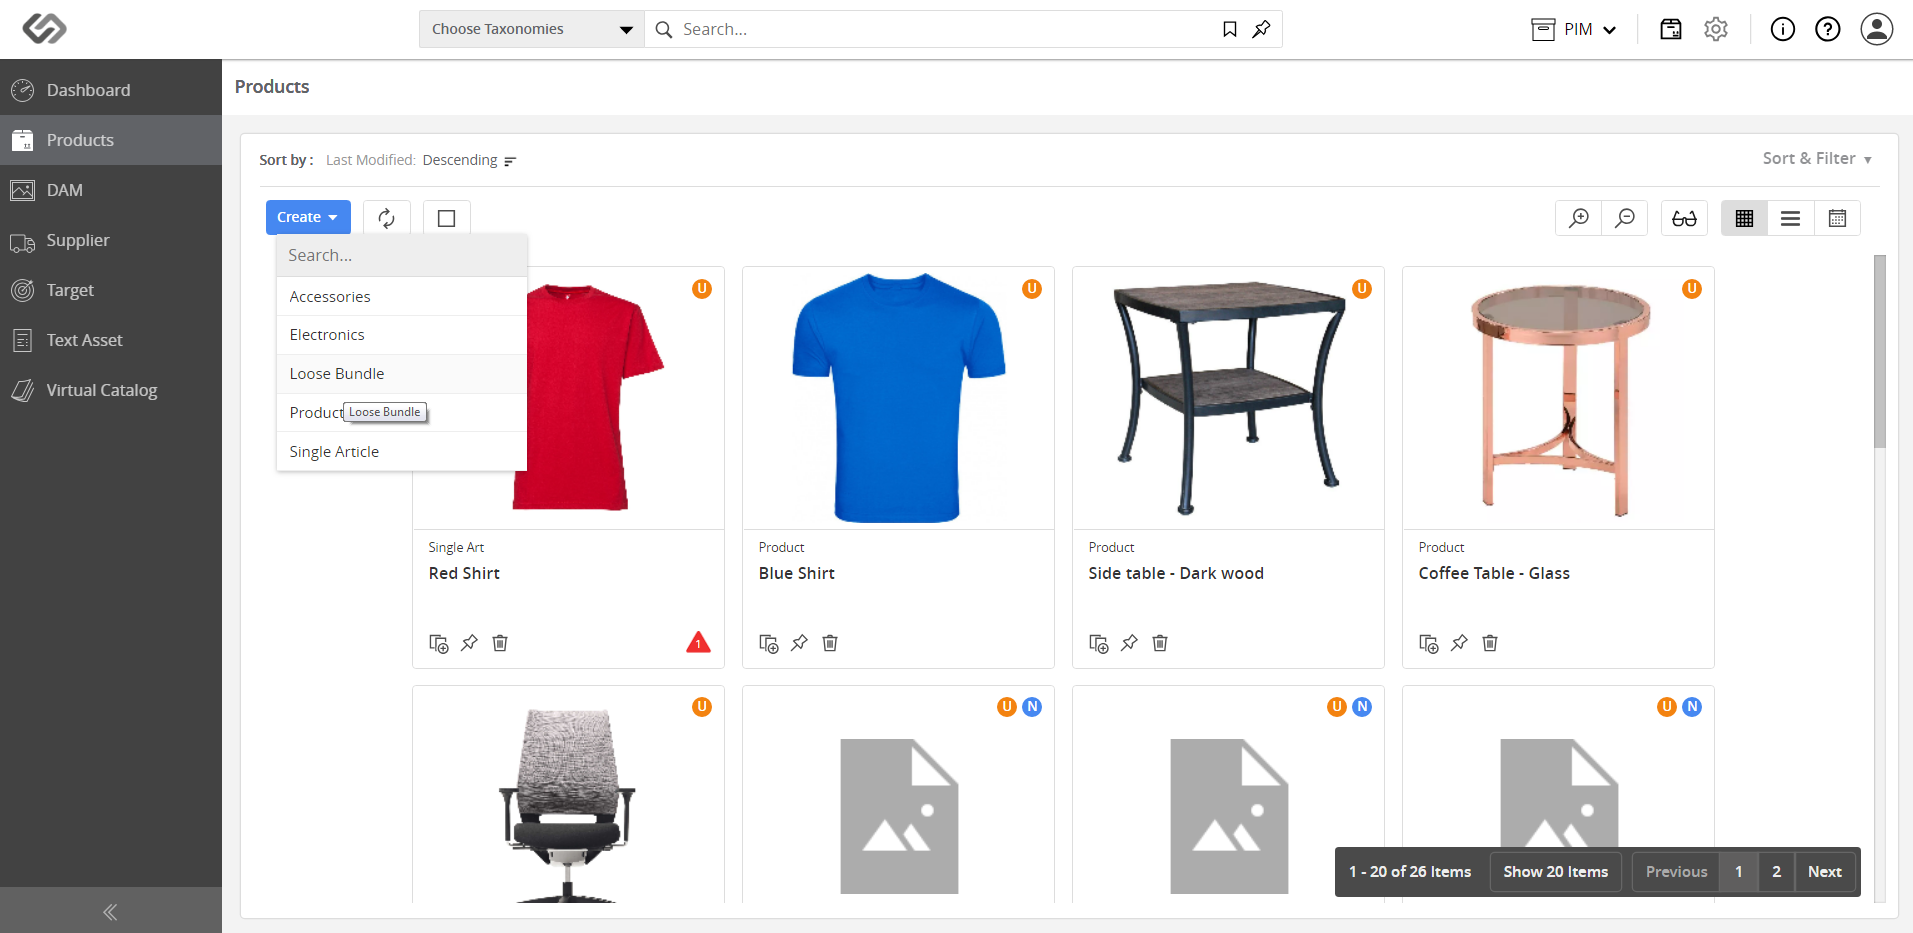 Choose Taxonomies
Search...
PIM
Dashboard
Products
DAM
Supplier
Target
Text Asset
Virtual Catalog
Products
Sort by : Last Modified: Descending
Sort & Filter
Create
Search...
Accessories
Electronics
Loose Bundle
Product
Loose Bundle
Single Article
U
U
U
U
Single Art
Red Shirt
1
Product
Blue Shirt
Product
Side table - Dark wood
Product
Coffee Table - Glass
U
U N
U N
U N
1 - 20 of 26 Items Show 20 Items Previous 1 2 Next